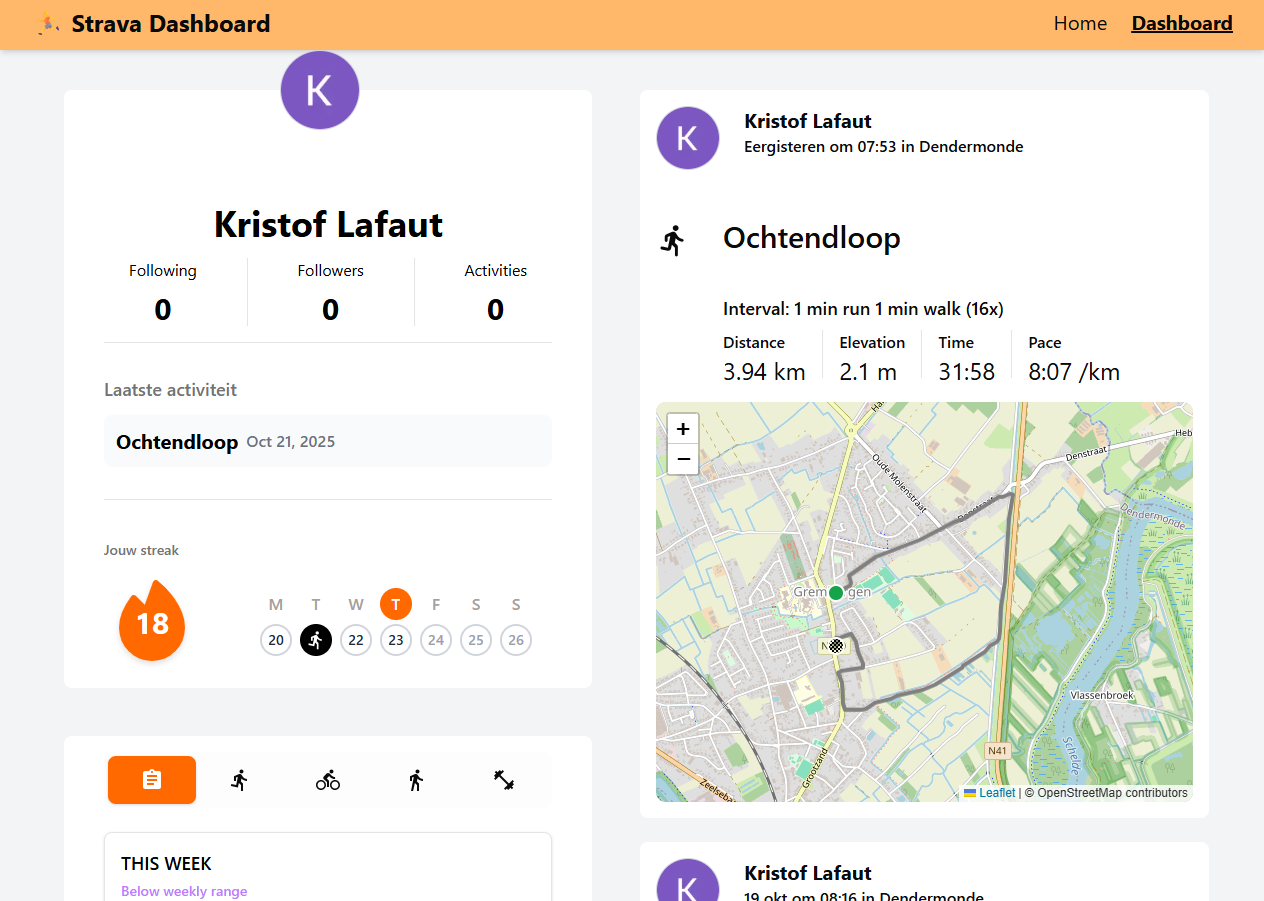 Strava Dashboard
Home Dashboard
K
Kristof Lafaut
Following Followers Activities
0 0 0
Laatste activiteit
Ochtendloop Oct 21, 2025
Jouw streak
18
M T W T F S S
20 22 23 24 25 26
THIS WEEK
Below weekly range
K
Kristof Lafaut
Eergisteren om 07:53 in Dendermonde
Ochtendloop
Interval: 1 min run 1 min walk (16x)
Distance Elevation Time Pace
3.94 km 2.1 m 31:58 8:07 /km
+
−
Oude Molenstraat
Denstraat
Heb
Denstraat
Dendermonde
Grem gen
N
Vlassenbroek
N41
Schelde
Grootzand
Zeelseba
Leaflet | © OpenStreetMap contributors
K
Kristof Lafaut
19 okt om 08:16 in Dendermonde